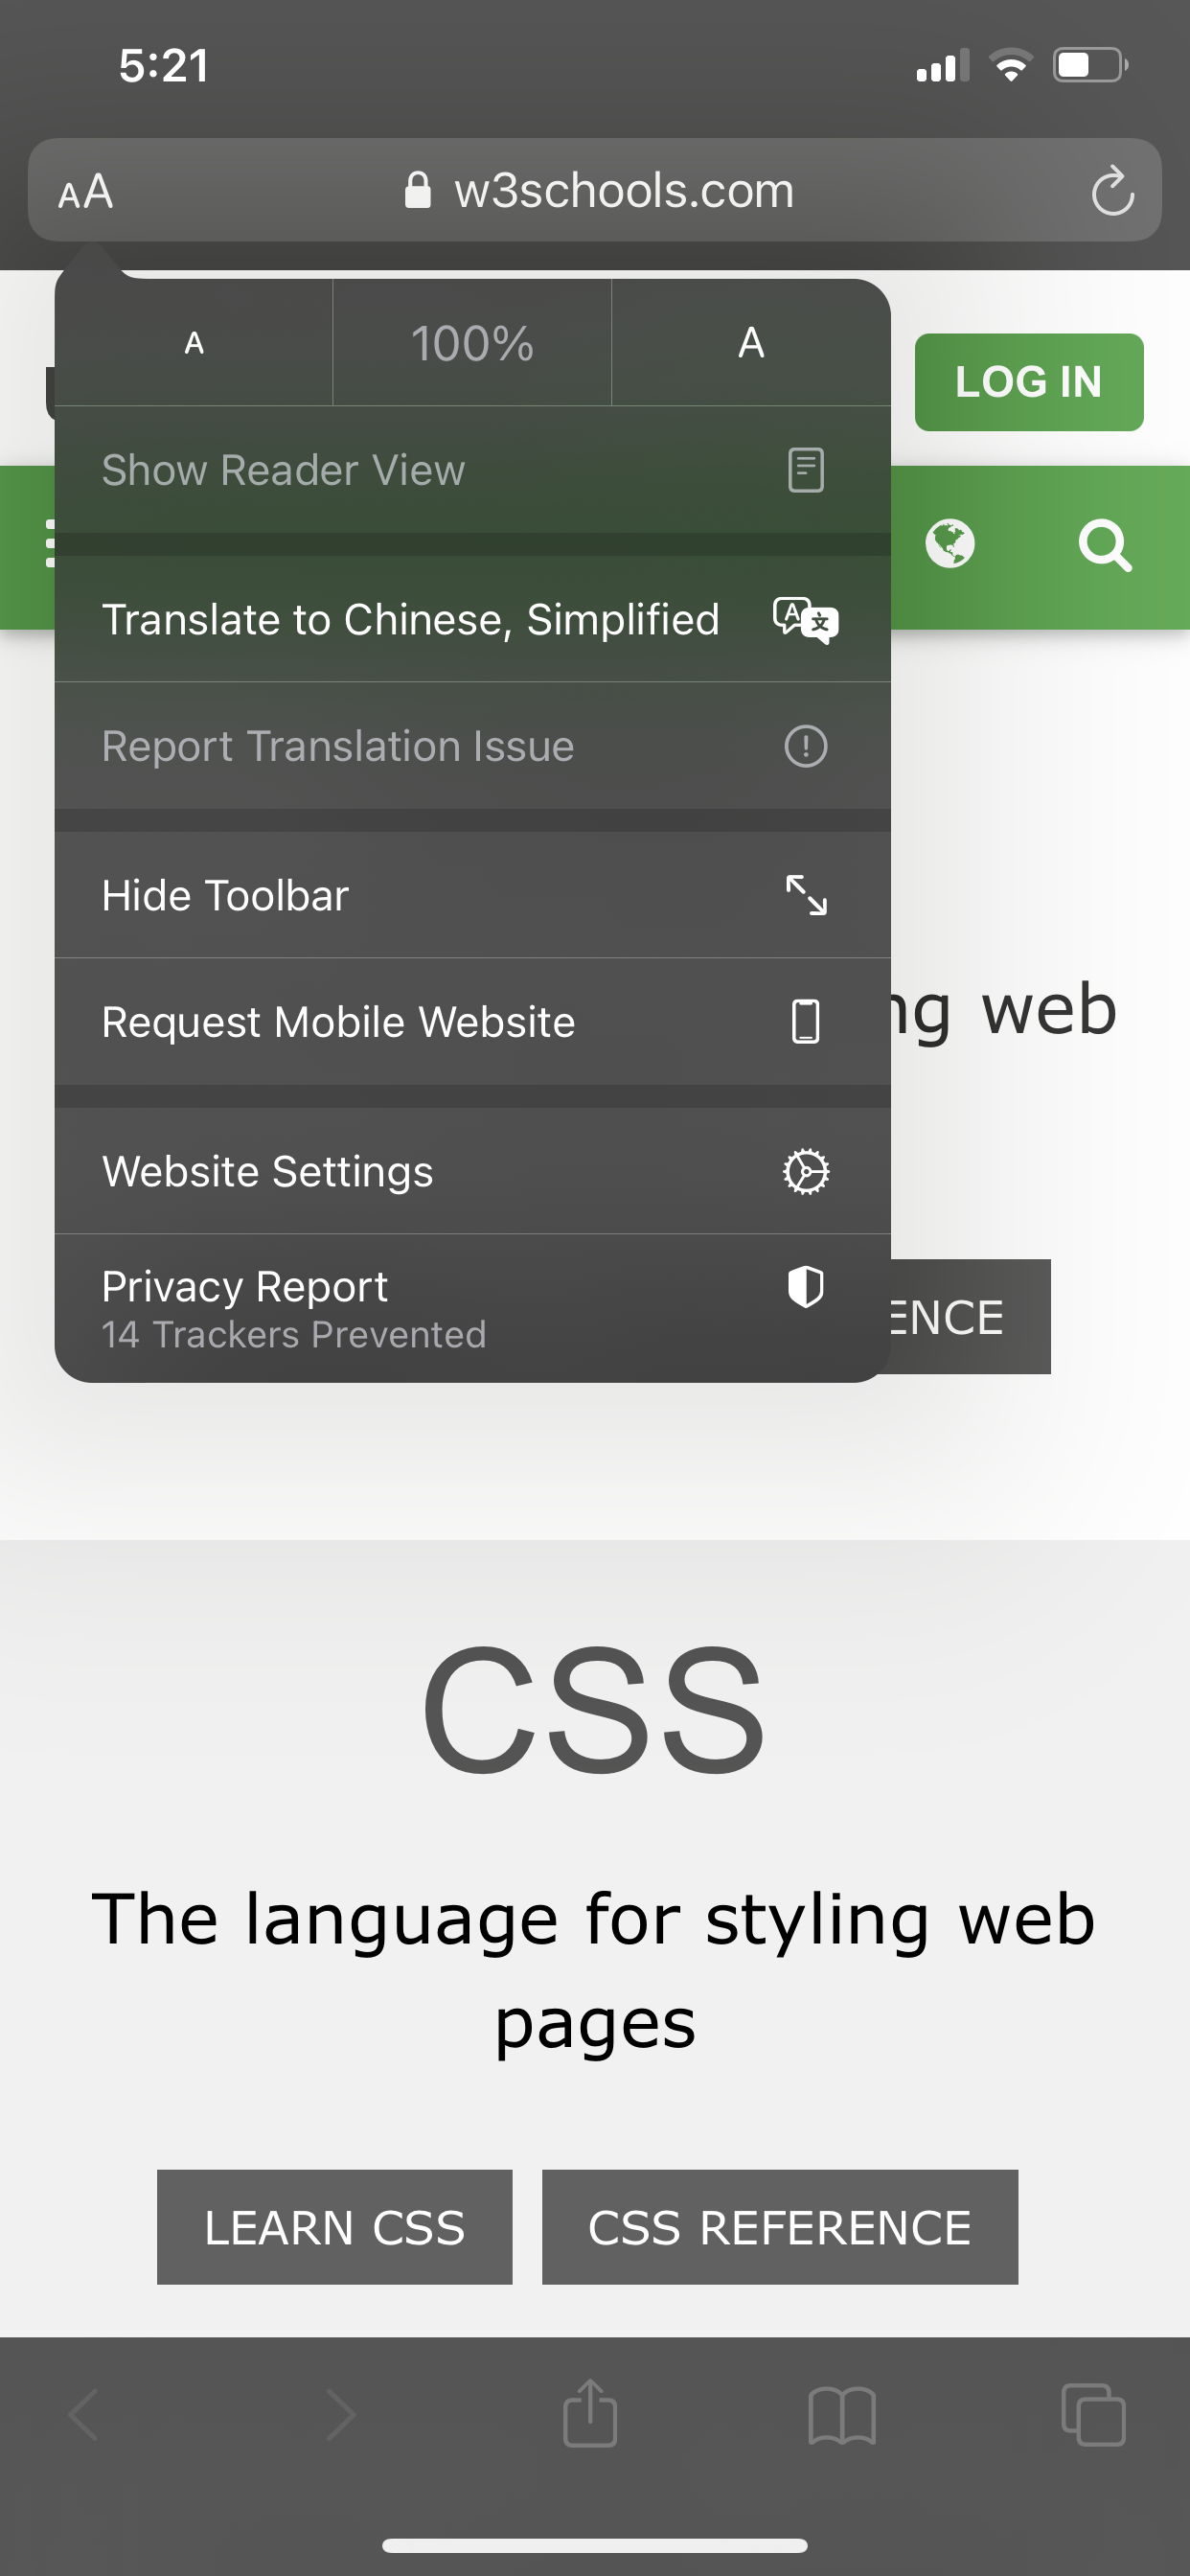 5:21
AA
w3schools.com
A
100%
A
LOG IN
Show Reader View
Translate to Chinese, Simplified
A 文
Report Translation Issue
Hide Toolbar
Request Mobile Website
ng web
Website Settings
Privacy Report
14 Trackers Prevented
ENCE
CSS
The language for styling web
pages
LEARN CSS
CSS REFERENCE